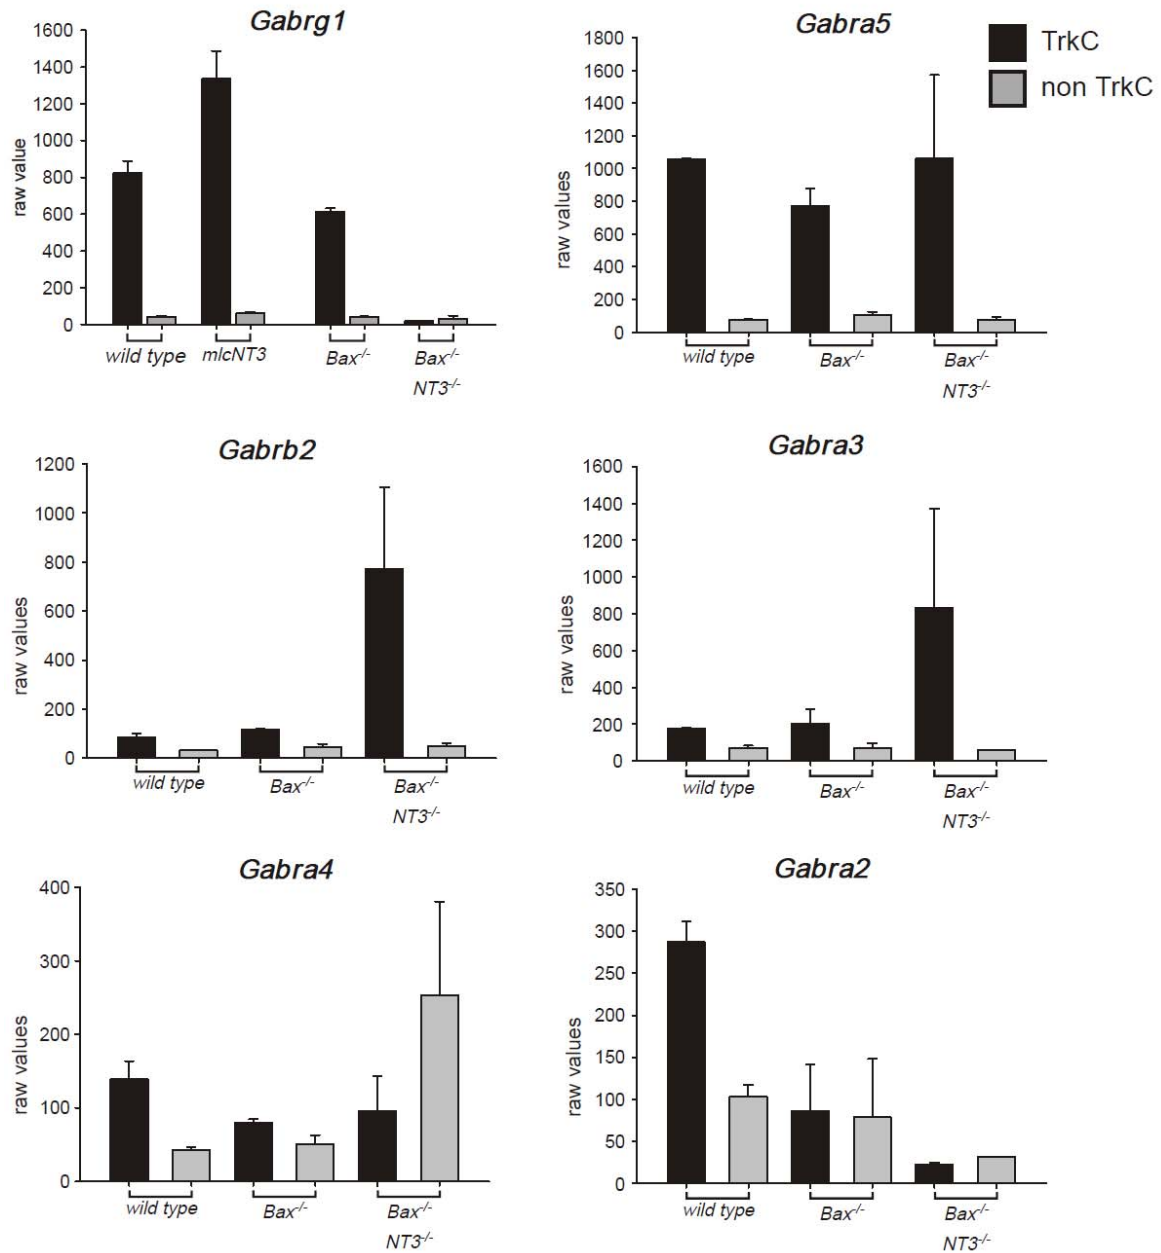 Gabrg1
1600
1400
1200
1000
800
600
400
200
0
raw value
wild type
mlcNT3
Bax-/-
Bax-/-
NT3-/-
Gabra5
1800
1600
1400
1200
1000
800
600
400
200
0
raw values
wild type
Bax-/-
Bax-/-
NT3-/-
TrkC
non TrkC
Gabrb2
1200
1000
800
600
400
200
0
raw values
wild type
Bax-/-
Bax-/-
NT3-/-
Gabra3
1600
1400
1200
1000
800
600
400
200
0
raw values
wild type
Bax-/-
Bax-/-
NT3-/-
Gabra4
400
300
200
100
0
raw values
wild type
Bax-/-
Bax-/-
NT3-/-
Gabra2
350
300
250
200
150
100
50
0
raw values
wild type
Bax-/-
Bax-/-
NT3-/-